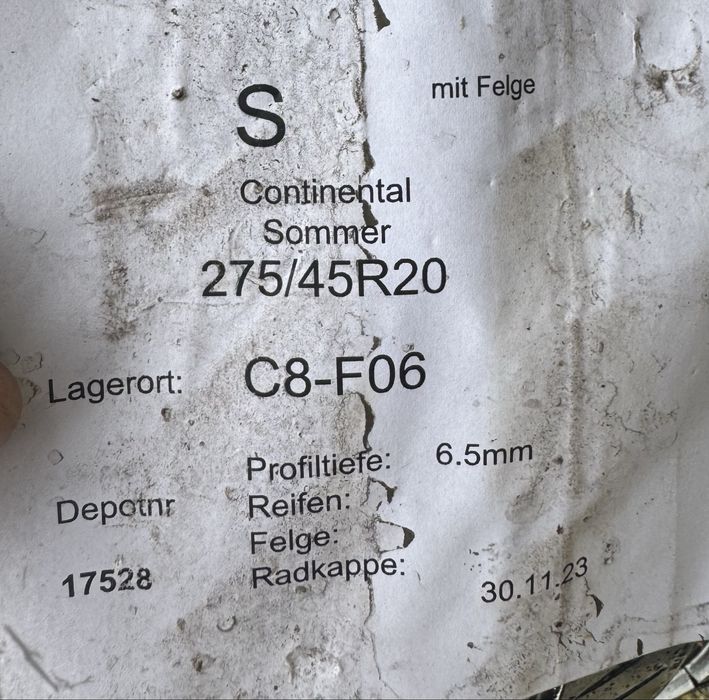 S
mit Felge
Continental
Sommer
275/45R20
Lagerort: C8-F06
Profiltiefe: 6.5mm
Depotnr Reifen:
Felge:
17528 Radkappe: 30.11.23